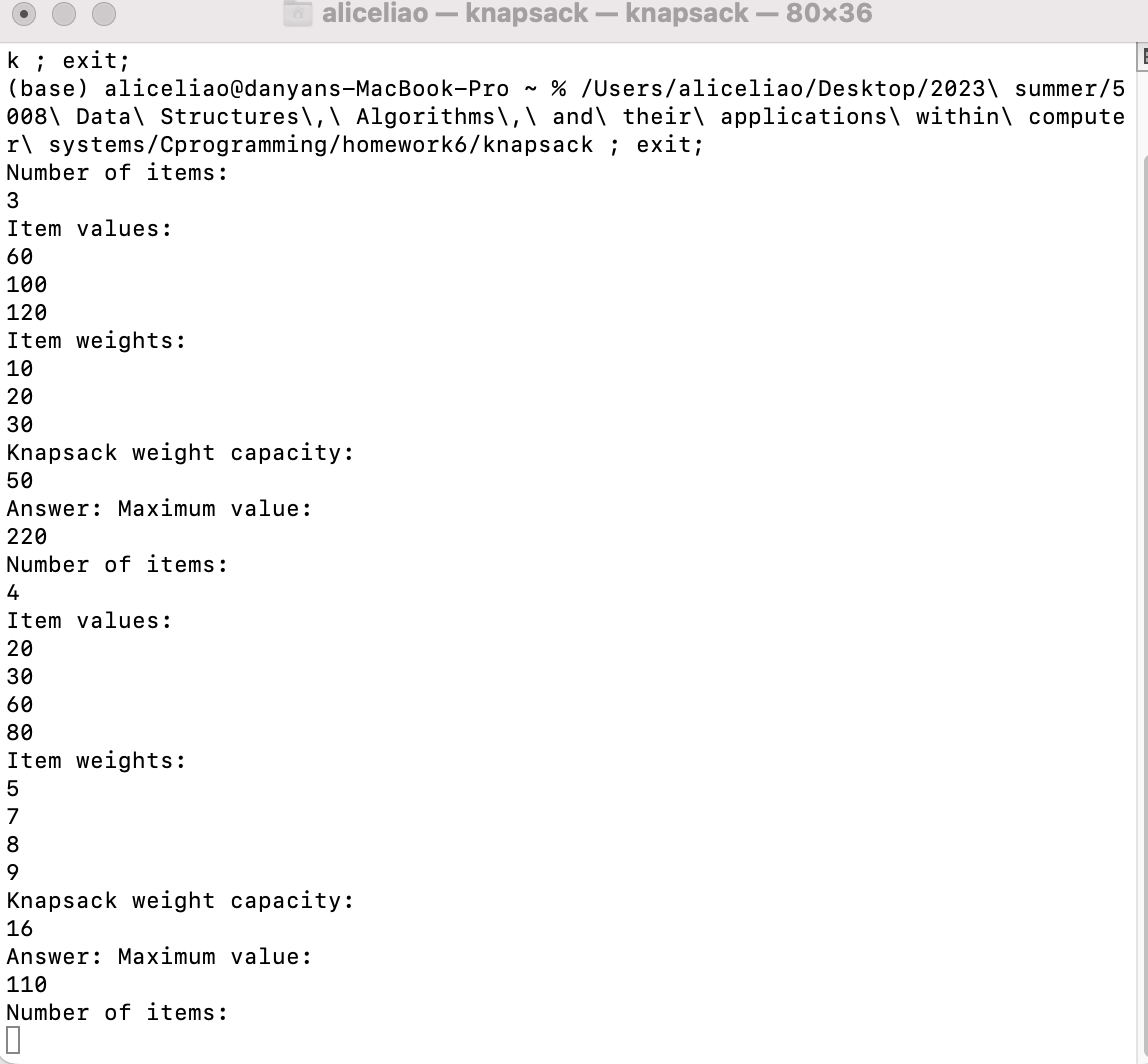 aliceliao — knapsack — knapsack — 80×36
k ; exit;
(base) aliceliao@danyans-MacBook-Pro ~ % /Users/aliceliao/Desktop/2023\ summer/5
008\ Data\ Structures\,\ Algorithms\,\ and\ their\ applications\ within\ compute
r\ systems/Cprogramming/homework6/knapsack ; exit;
Number of items:
3
Item values:
60
100
120
Item weights:
10
20
30
Knapsack weight capacity:
50
Answer: Maximum value:
220
Number of items:
4
Item values:
20
30
60
80
Item weights:
5
7
8
9
Knapsack weight capacity:
16
Answer: Maximum value:
110
Number of items: